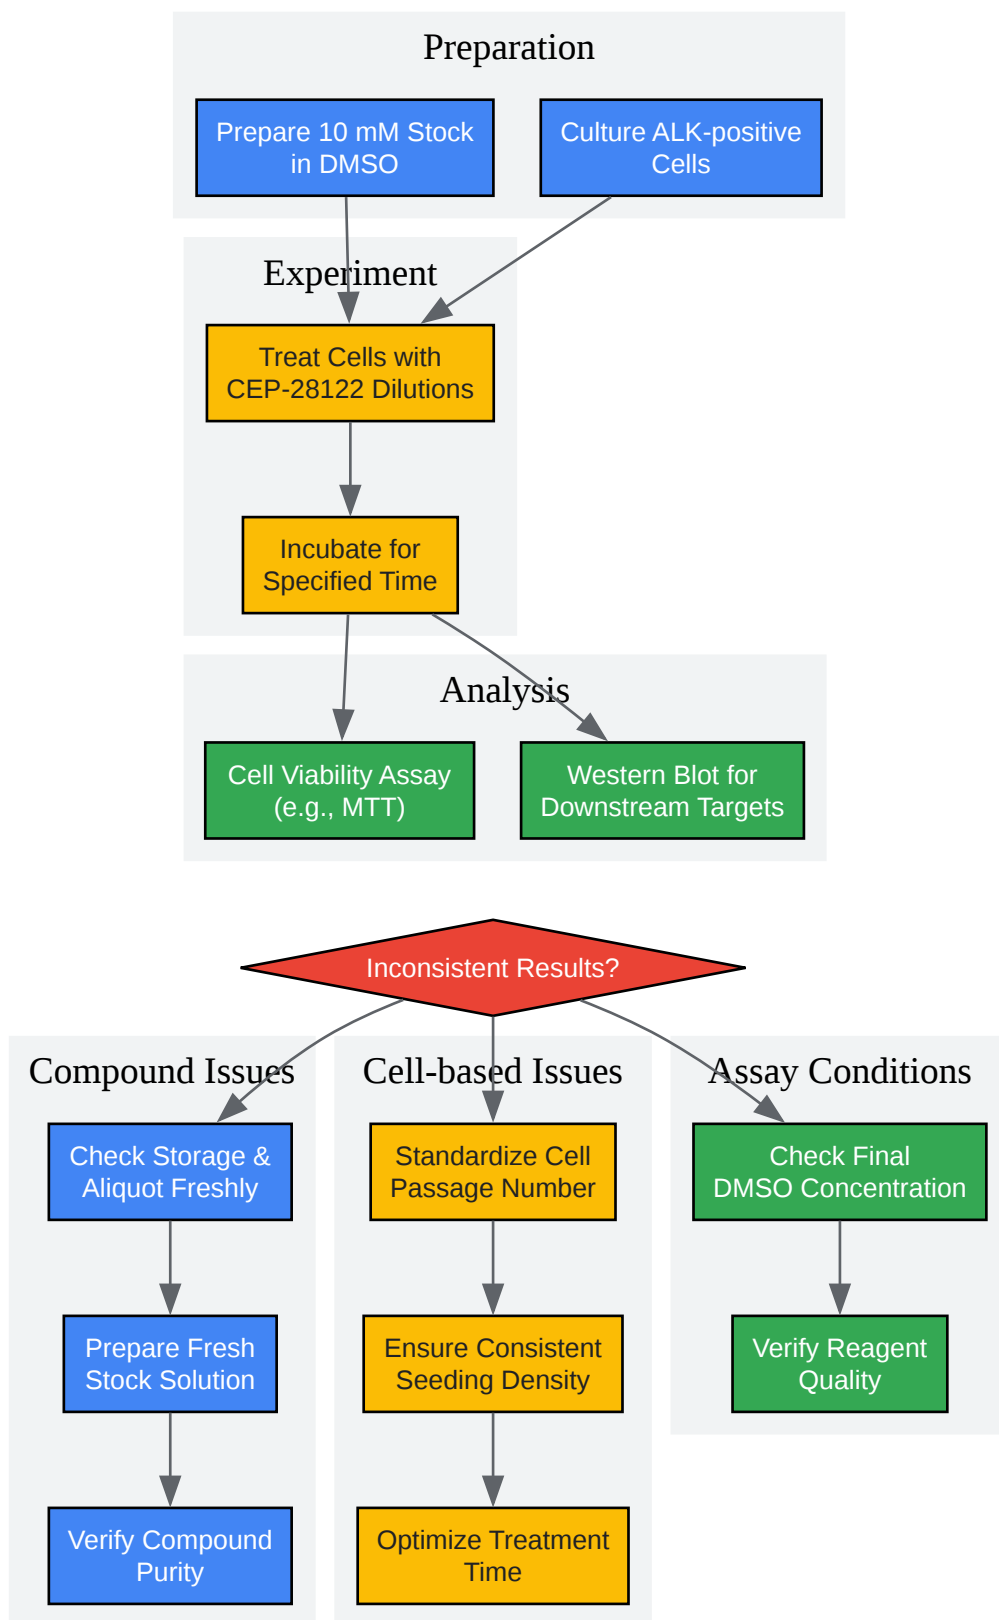 Preparation
Prepare 10 mM Stock
in DMSO
Culture ALK-positive
Cells
Experiment
Treat Cells with
CEP-28122 Dilutions
Incubate for
Specified Time
Analysis
Cell Viability Assay
(e.g., MTT)
Western Blot for
Downstream Targets
Inconsistent Results?
Compound Issues
Check Storage &
Aliquot Freshly
Prepare Fresh
Stock Solution
Verify Compound
Purity
Cell-based Issues
Standardize Cell
Passage Number
Ensure Consistent
Seeding Density
Optimize Treatment
Time
Assay Conditions
Check Final
DMSO Concentration
Verify Reagent
Quality